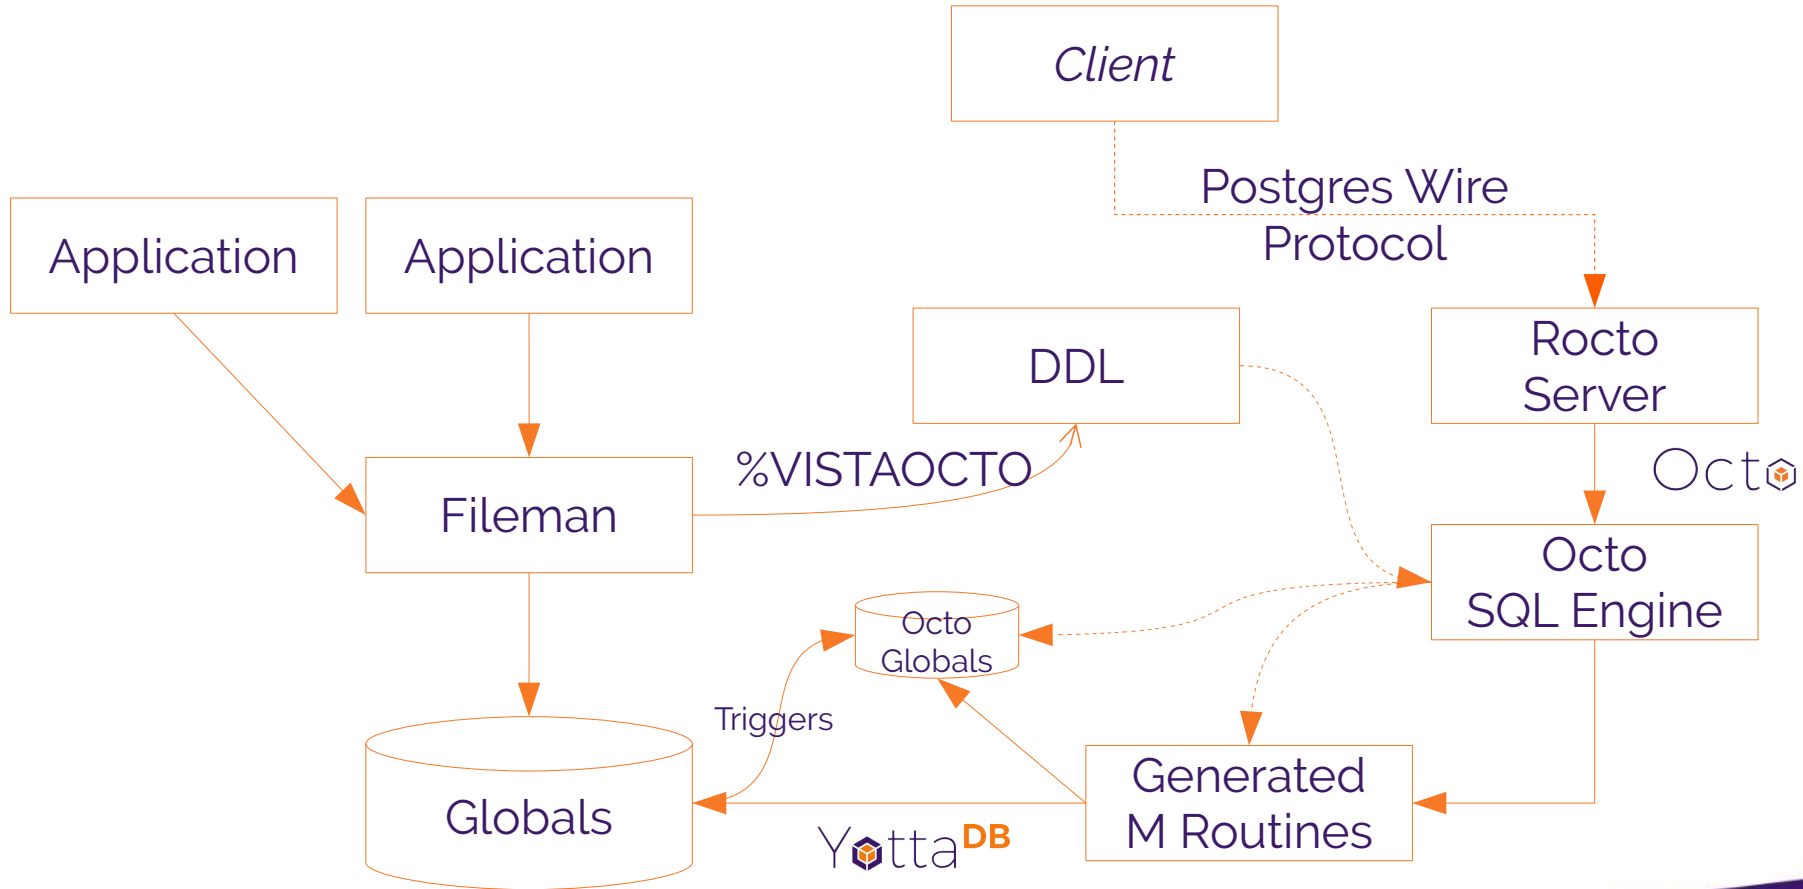 Client
Postgres Wire
Protocol
Application
Application
DDL
Rocto
Server
%VISTAOCTO
Octo
Fileman
Octo
SQL Engine
Octo
Globals
Triggers
Globals
Generated
M Routines
YottaDB